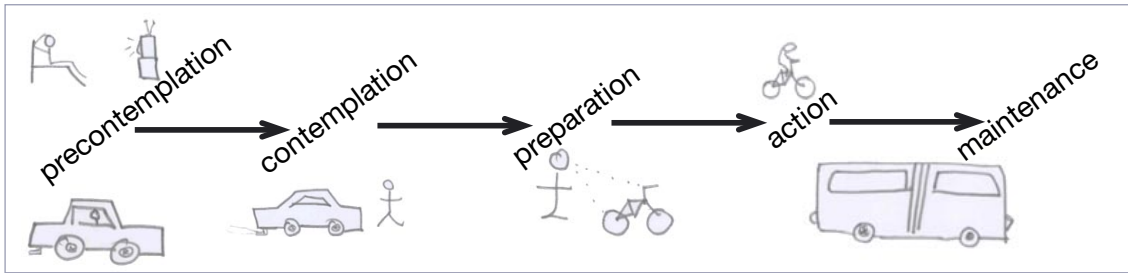 precontemplation
contemplation
preparation
action
maintenance